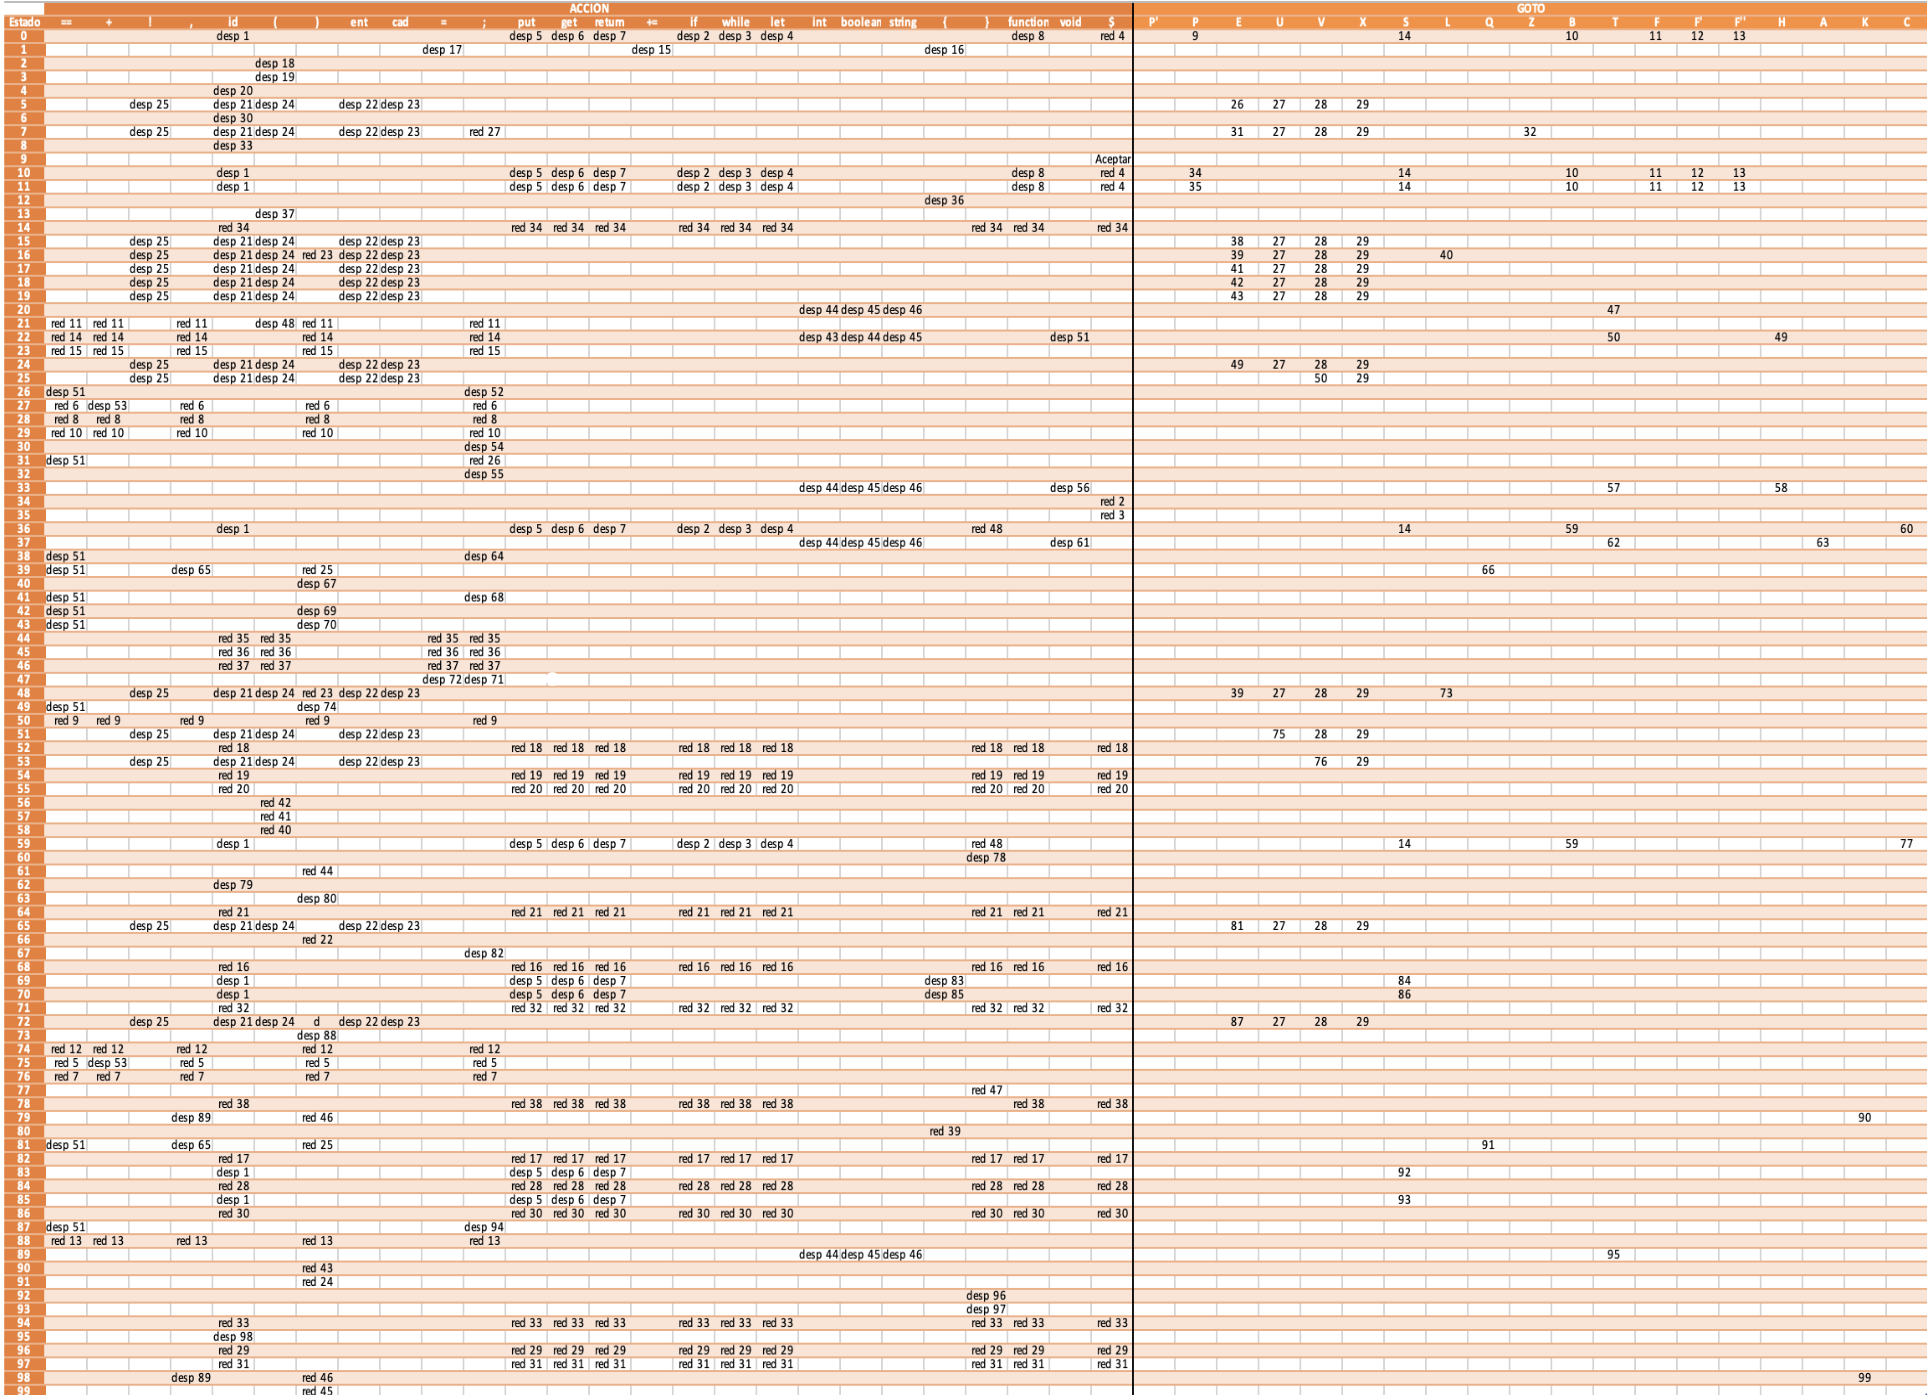 ACCIÓN GOTO
Estado == + ! , id ( ) ent cad = ; put get return += if while let int boolean string { } function void $ P' P E U V X S L Q Z B T F F' F'' H A K C
0 desp 1 desp 5 desp 6 desp 7 desp 2 desp 3 desp 4 desp 8 red 4 9 14 10 11 12 13
1 desp 17 desp 15 desp 16
2 desp 18
3 desp 19
4 desp 20
5 desp 25 desp 21 desp 24 desp 22 desp 23 26 27 28 29
6 desp 30
7 desp 25 desp 21 desp 24 desp 22 desp 23 red 27 31 27 28 29 32
8 desp 33
9 Aceptar
10 desp 1 desp 5 desp 6 desp 7 desp 2 desp 3 desp 4 desp 8 red 4 34 14 10 11 12 13
11 desp 1 desp 5 desp 6 desp 7 desp 2 desp 3 desp 4 desp 8 red 4 35 14 10 11 12 13
12 desp 36
13 desp 37
14 red 34 red 34 red 34 red 34 red 34 red 34 red 34 red 34 red 34 red 34
15 desp 25 desp 21 desp 24 desp 22 desp 23 38 27 28 29
16 desp 25 desp 21 desp 24 red 23 desp 22 desp 23 39 27 28 29 40
17 desp 25 desp 21 desp 24 desp 22 desp 23 41 27 28 29
18 desp 25 desp 21 desp 24 desp 22 desp 23 42 27 28 29
19 desp 25 desp 21 desp 24 desp 22 desp 23 43 27 28 29
20 desp 44 desp 45 desp 46 47
21 red 11 red 11 red 11 desp 48 red 11 red 11
22 red 14 red 14 red 14 red 14 red 14 desp 43 desp 44 desp 45 desp 51 50 49
23 red 15 red 15 red 15 red 15 red 15
24 desp 25 desp 21 desp 24 desp 22 desp 23 49 27 28 29
25 desp 25 desp 21 desp 24 desp 22 desp 23 50 29
26 desp 51 desp 52
27 red 6 desp 53 red 6 red 6 red 6
28 red 8 red 8 red 8 red 8 red 8
29 red 10 red 10 red 10 red 10 red 10
30 desp 54
31 desp 51 red 26
32 desp 55
33 desp 44 desp 45 desp 46 desp 56 57 58
34 red 2
35 red 3
36 desp 1 desp 5 desp 6 desp 7 desp 2 desp 3 desp 4 red 48 14 59 60
37 desp 44 desp 45 desp 46 desp 61 62 63
38 desp 51 desp 64
39 desp 51 desp 65 red 25 66
40 desp 67
41 desp 51 desp 68
42 desp 51 desp 69
43 desp 51 desp 70
44 red 35 red 35 red 35 red 35
45 red 36 red 36 red 36 red 36
46 red 37 red 37 red 37 red 37
47 desp 72 desp 71
48 desp 25 desp 21 desp 24 red 23 desp 22 desp 23 39 27 28 29 73
49 desp 51 desp 74
50 red 9 red 9 red 9 red 9 red 9
51 desp 25 desp 21 desp 24 desp 22 desp 23 75 28 29
52 red 18 red 18 red 18 red 18 red 18 red 18 red 18 red 18 red 18 red 18
53 desp 25 desp 21 desp 24 desp 22 desp 23 76 29
54 red 19 red 19 red 19 red 19 red 19 red 19 red 19 red 19 red 19 red 19
55 red 20 red 20 red 20 red 20 red 20 red 20 red 20 red 20 red 20 red 20
56 red 42
57 red 41
58 red 40
59 desp 1 desp 5 desp 6 desp 7 desp 2 desp 3 desp 4 red 48 14 59 77
60 desp 78
61 red 44
62 desp 79
63 desp 80
64 red 21 red 21 red 21 red 21 red 21 red 21 red 21 red 21 red 21 red 21
65 desp 25 desp 21 desp 24 desp 22 desp 23 81 27 28 29
66 red 22
67 desp 82
68 red 16 red 16 red 16 red 16 red 16 red 16 red 16 red 16 red 16 red 16
69 desp 1 desp 5 desp 6 desp 7 desp 83 84
70 desp 1 desp 5 desp 6 desp 7 desp 85 86
71 red 32 red 32 red 32 red 32 red 32 red 32 red 32 red 32 red 32 red 32
72 desp 25 desp 21 desp 24 d desp 22 desp 23 87 27 28 29
73 desp 88
74 red 12 red 12 red 12 red 12 red 12
75 red 5 desp 53 red 5 red 5 red 5
76 red 7 red 7 red 7 red 7 red 7
77 red 47
78 red 38 red 38 red 38 red 38 red 38 red 38 red 38 red 38 red 38
79 desp 89 red 46 90
80 red 39
81 desp 51 desp 65 red 25 91
82 red 17 red 17 red 17 red 17 red 17 red 17 red 17 red 17 red 17 red 17
83 desp 1 desp 5 desp 6 desp 7 92
84 red 28 red 28 red 28 red 28 red 28 red 28 red 28 red 28 red 28 red 28
85 desp 1 desp 5 desp 6 desp 7 93
86 red 30 red 30 red 30 red 30 red 30 red 30 red 30 red 30 red 30 red 30
87 desp 51 desp 94
88 red 13 red 13 red 13 red 13 red 13
89 desp 44 desp 45 desp 46 95
90 red 43
91 red 24
92 desp 96
93 desp 97
94 red 33 red 33 red 33 red 33 red 33 red 33 red 33 red 33 red 33 red 33
95 desp 98
96 red 29 red 29 red 29 red 29 red 29 red 29 red 29 red 29 red 29 red 29
97 red 31 red 31 red 31 red 31 red 31 red 31 red 31 red 31 red 31 red 31
98 desp 89 red 46 99
99 red 45